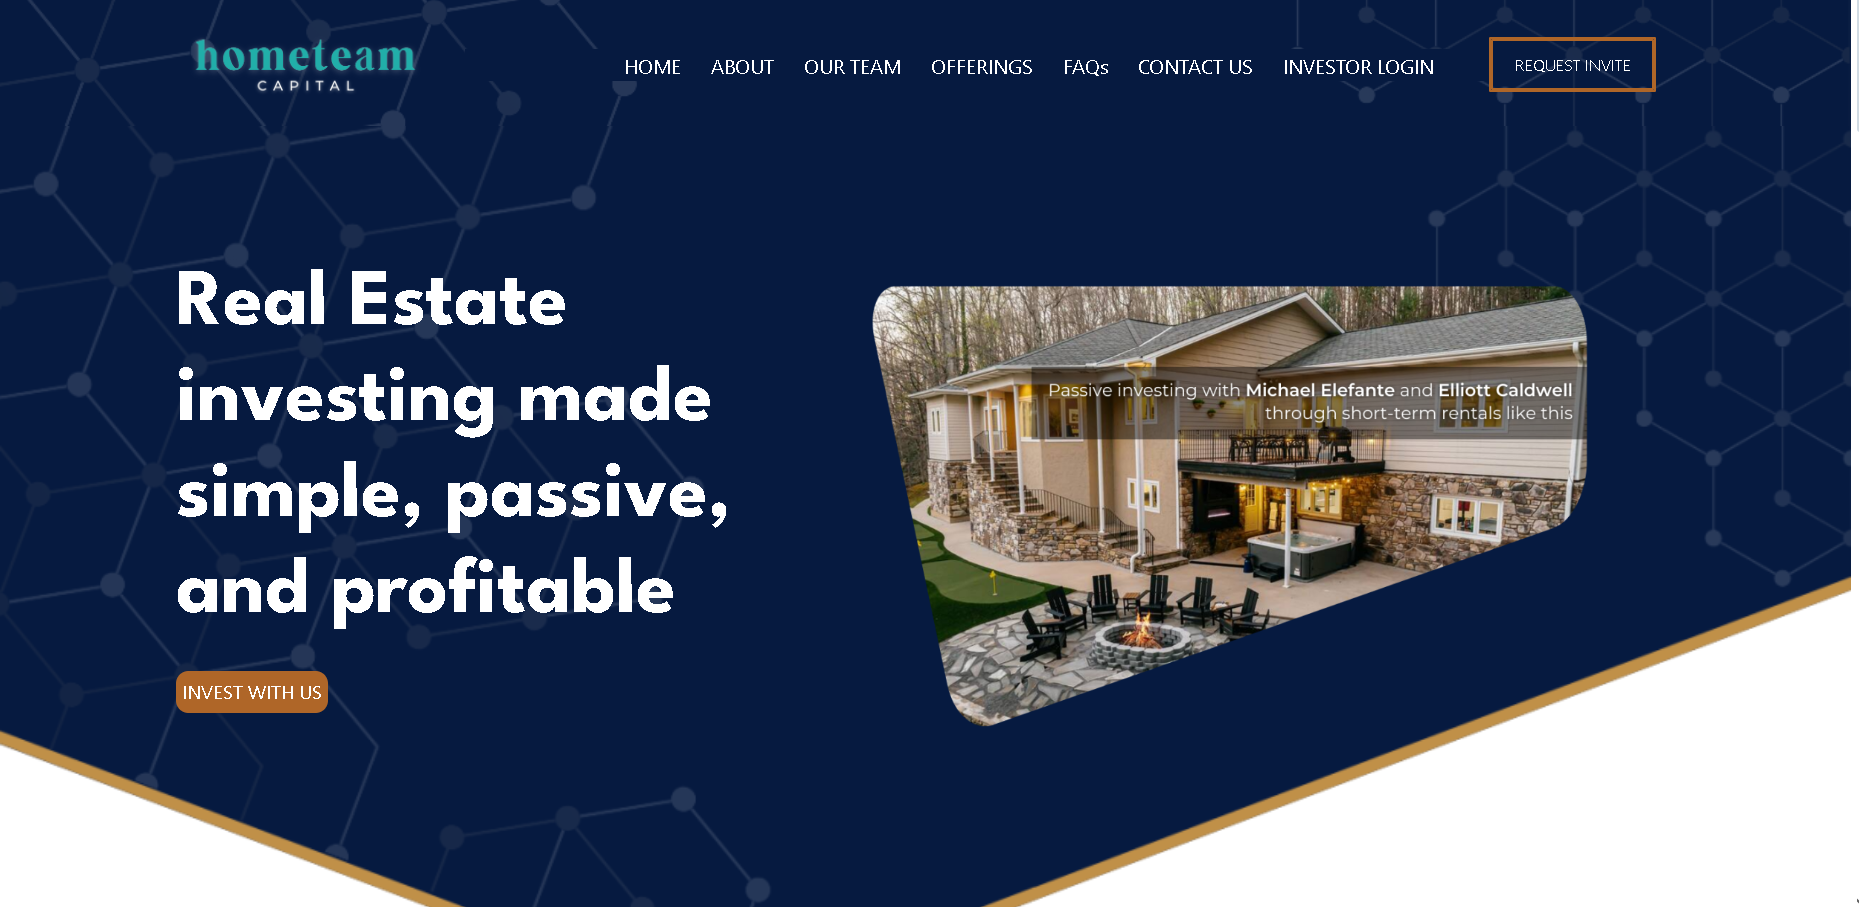 hometeam
CAPITAL
HOME ABOUT OUR TEAM OFFERINGS FAQs CONTACT US INVESTOR LOGIN
REQUEST INVITE
Real Estate
investing made
simple, passive,
and profitable
Passive investing with Michael Elefante and Elliott Caldwell
through short-term rentals like this
INVEST WITH US